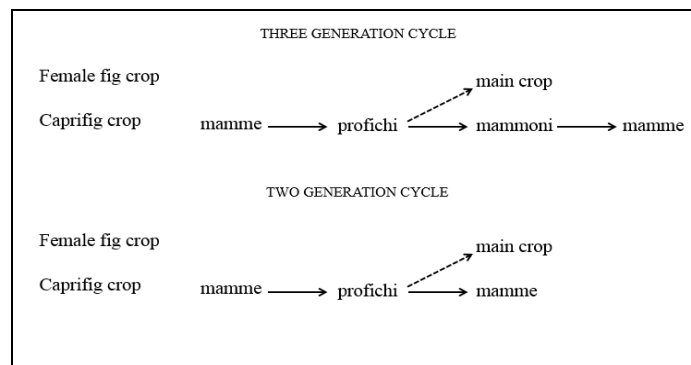 THREE GENERATION CYCLE
Female fig crop
main crop
Caprifig crop
mamme
profichi
mammoni
mamme
TWO GENERATION CYCLE
Female fig crop
main crop
Caprifig crop
mamme
profichi
mamme